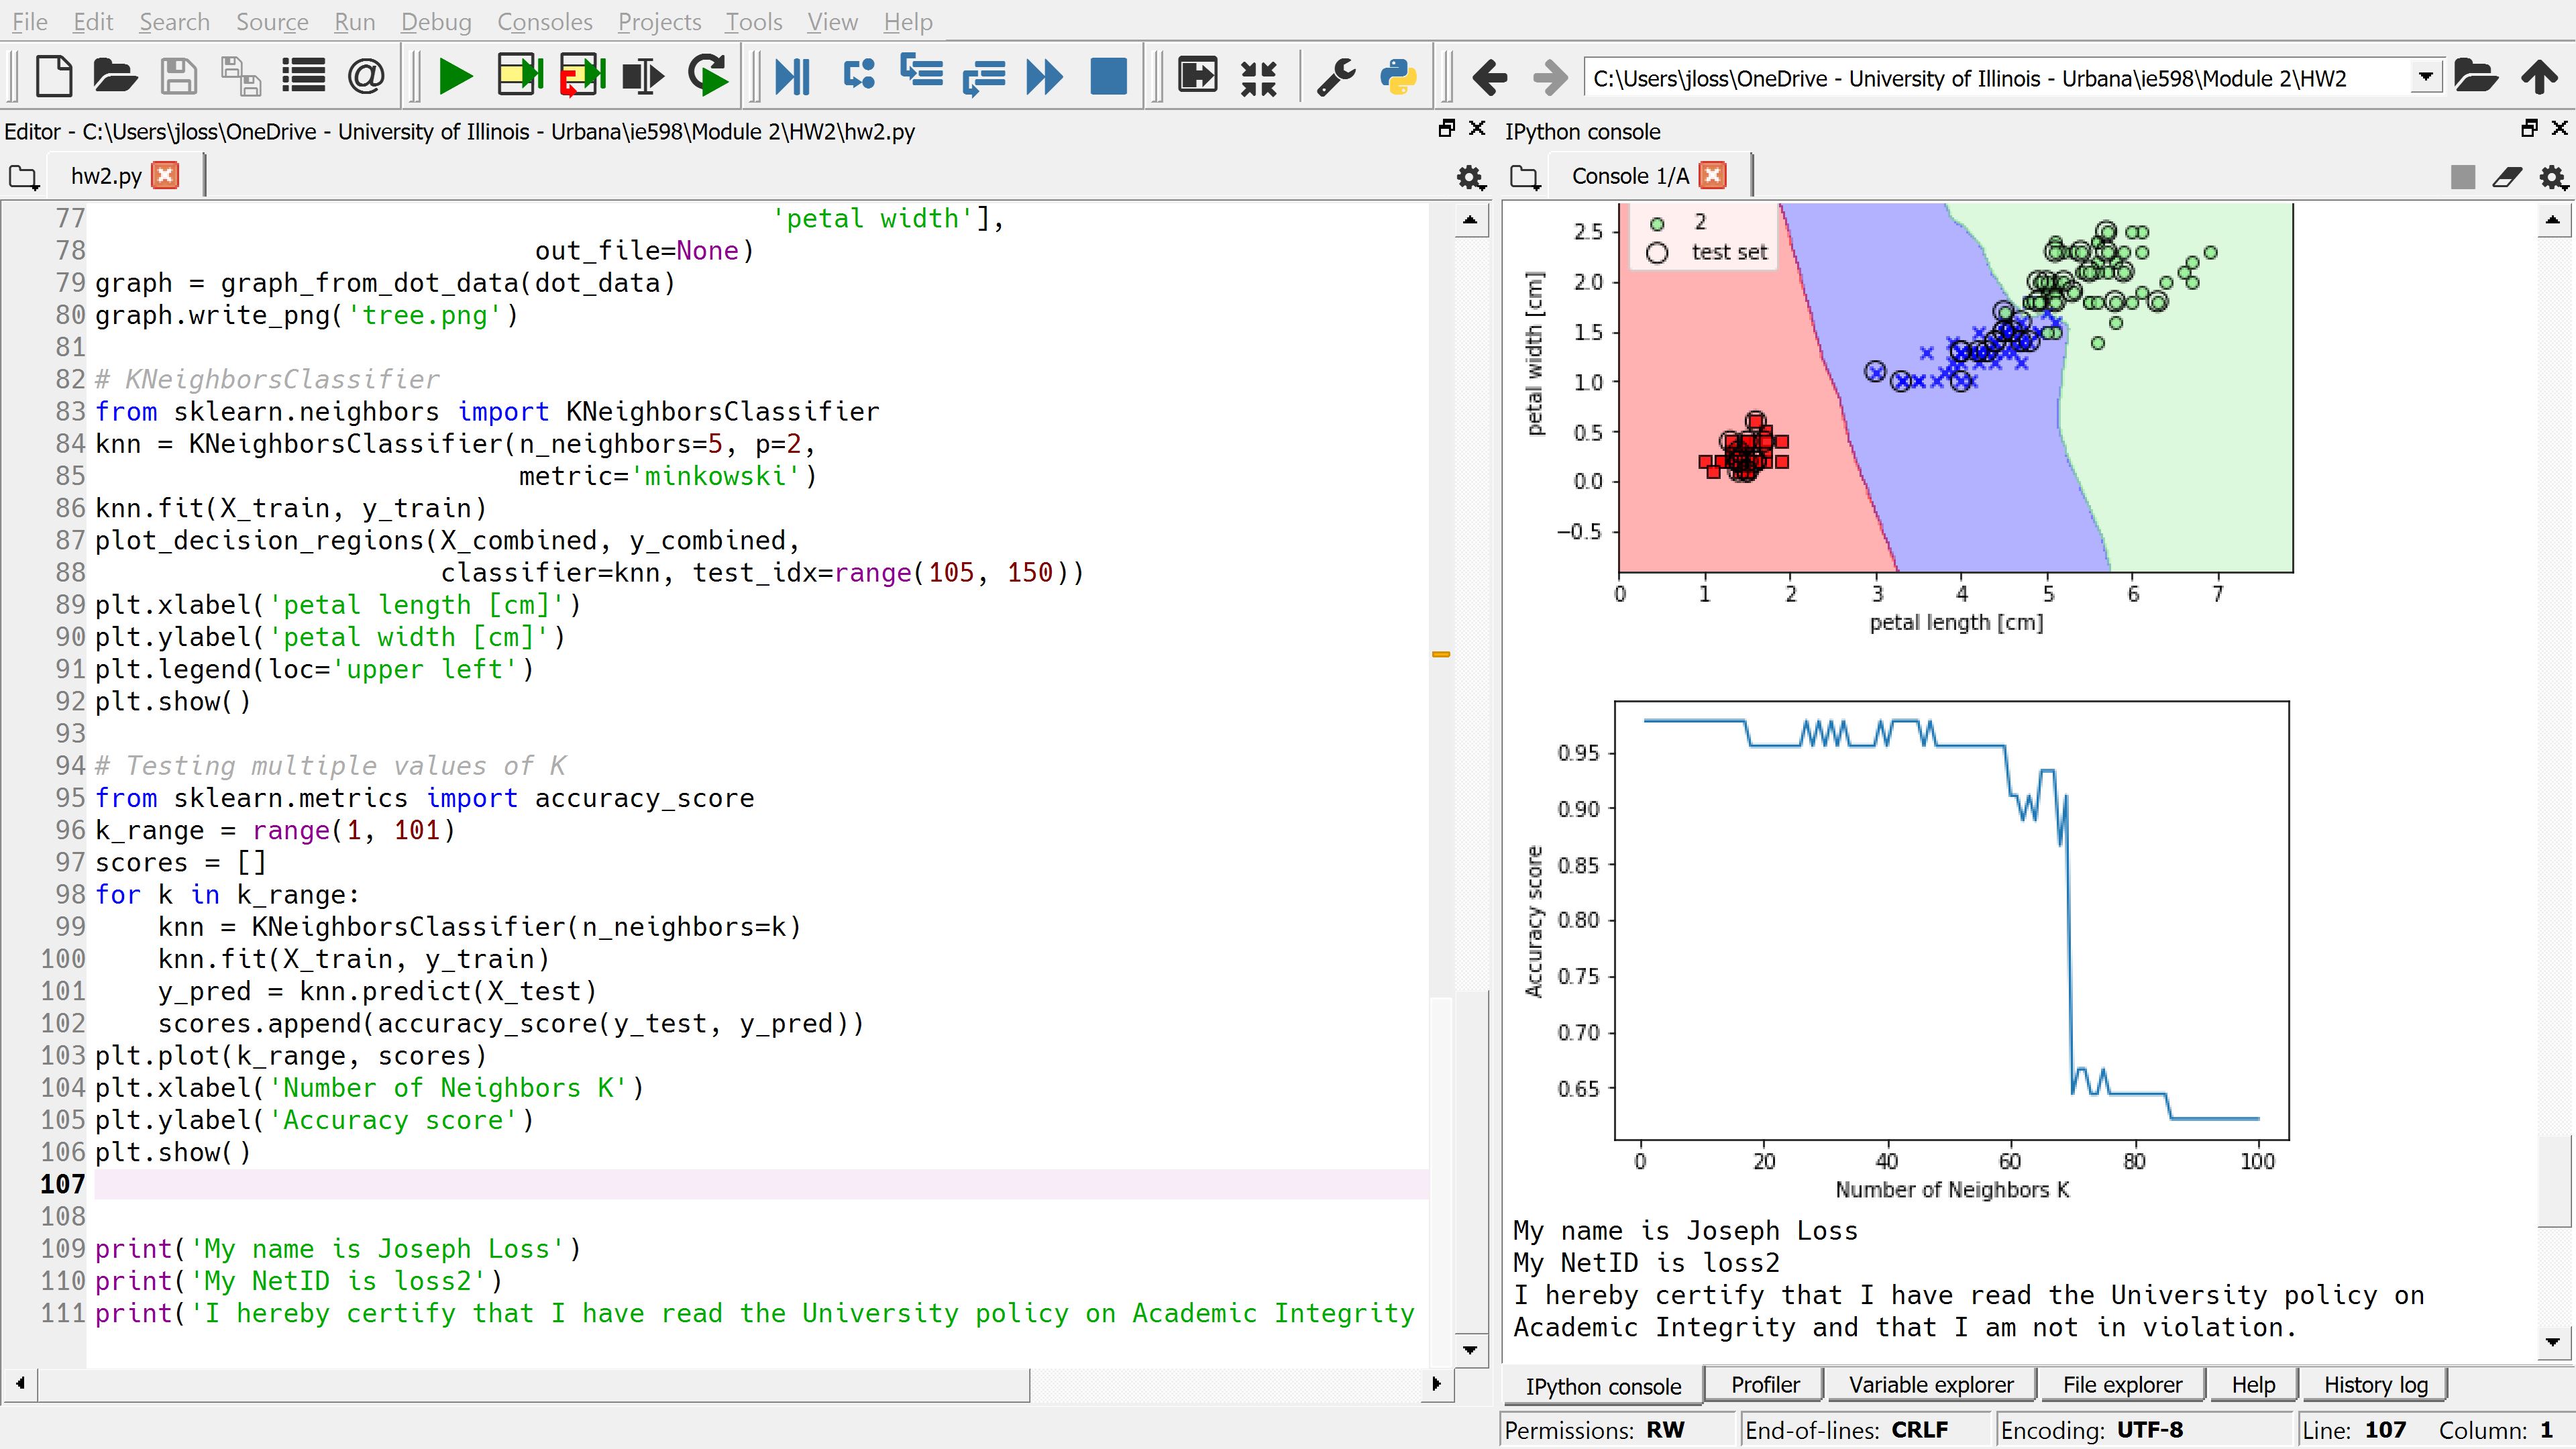 File Edit Search Source Run Debug Consoles Projects Tools View Help
C:\Users\jloss\OneDrive - University of Illinois - Urbana\ie598\Module 2\HW2
Editor - C:\Users\jloss\OneDrive - University of Illinois - Urbana\ie598\Module 2\HW2\hw2.py
hw2.py
77 'petal width'],
78 out_file=None)
79 graph = graph_from_dot_data(dot_data)
80 graph.write_png('tree.png')
81
82 # KNeighborsClassifier
83 from sklearn.neighbors import KNeighborsClassifier
84 knn = KNeighborsClassifier(n_neighbors=5, p=2,
85 metric='minkowski')
86 knn.fit(X_train, y_train)
87 plot_decision_regions(X_combined, y_combined,
88 classifier=knn, test_idx=range(105, 150))
89 plt.xlabel('petal length [cm]')
90 plt.ylabel('petal width [cm]')
91 plt.legend(loc='upper left')
92 plt.show()
93
94 # Testing multiple values of K
95 from sklearn.metrics import accuracy_score
96 k_range = range(1, 101)
97 scores = []
98 for k in k_range:
99 knn = KNeighborsClassifier(n_neighbors=k)
100 knn.fit(X_train, y_train)
101 y_pred = knn.predict(X_test)
102 scores.append(accuracy_score(y_test, y_pred))
103 plt.plot(k_range, scores)
104 plt.xlabel('Number of Neighbors K')
105 plt.ylabel('Accuracy score')
106 plt.show()
107
108
109 print('My name is Joseph Loss')
110 print('My NetID is loss2')
111 print('I hereby certify that I have read the University policy on Academic Integrity
IPython console
Console 1/A
2
test set
petal width [cm]
2.5
2.0
1.5
1.0
0.5
0.0
−0.5
0 1 2 3 4 5 6 7
petal length [cm]
Accuracy score
0.95
0.90
0.85
0.80
0.75
0.70
0.65
0 20 40 60 80 100
Number of Neighbors K
My name is Joseph Loss
My NetID is loss2
I hereby certify that I have read the University policy on
Academic Integrity and that I am not in violation.
IPython console Profiler Variable explorer File explorer Help History log
Permissions: RW End-of-lines: CRLF Encoding: UTF-8 Line: 107 Column: 1